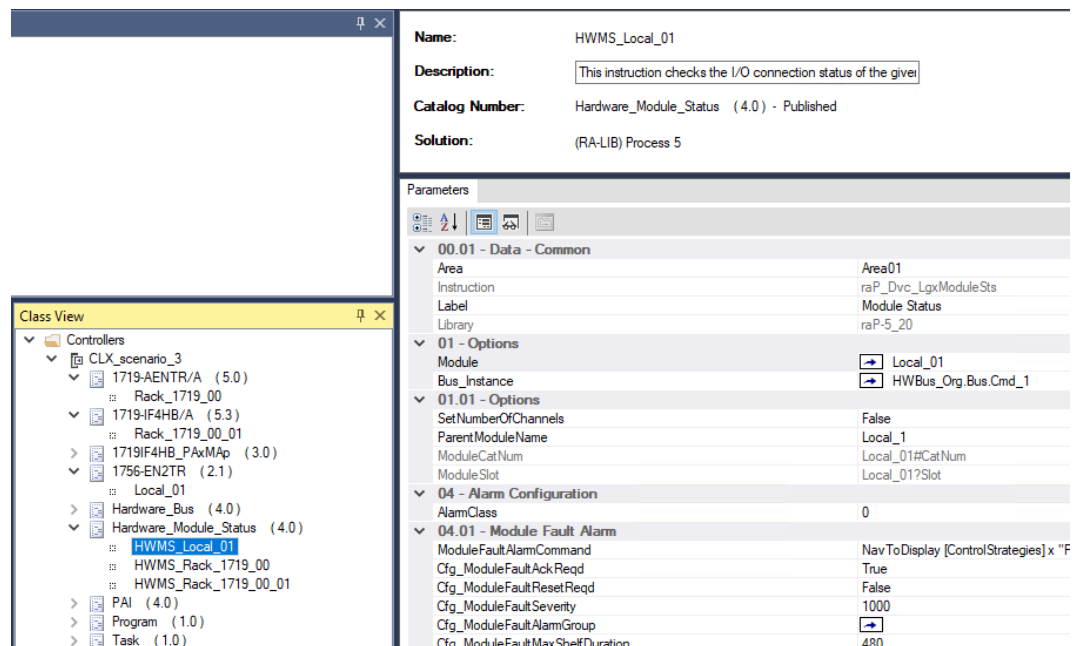 Name: HWMS_Local_01
Description: This instruction checks the I/O connection status of the given
Catalog Number: Hardware_Module_Status (4.0) - Published
Solution: (RA-LIB) Process 5
Parameters
00.01 - Data - Common
Area Area01
Instruction raP_Dvc_LgxModuleSts
Label Module Status
Library raP-5_20
01 - Options
Module Local_01
Bus_Instance HWBus_Org.Bus.Cmd_1
01.01 - Options
SetNumberOfChannels False
ParentModuleName Local_1
ModuleCatNum Local_01#CatNum
ModuleSlot Local_01?Slot
04 - Alarm Configuration
AlarmClass 0
04.01 - Module Fault Alarm
ModuleFaultAlarmCommand NavToDisplay [ControlStrategies] x "F
Cfg_ModuleFaultAckReqd True
Cfg_ModuleFaultResetReqd False
Cfg_ModuleFaultSeverity 1000
Cfg_ModuleFaultAlarmGroup
Cfg_ModuleFaultMaxShelfDuration 480
Class View
Controllers
CLX_scenario_3
1719-AENTR/A (5.0)
Rack_1719_00
1719-IF4HB/A (5.3)
Rack_1719_00_01
1719IF4HB_PAxMAp (3.0)
1756-EN2TR (2.1)
Local_01
Hardware_Bus (4.0)
Hardware_Module_Status (4.0)
HWMS_Local_01
HWMS_Rack_1719_00
HWMS_Rack_1719_00_01
PAI (4.0)
Program (1.0)
Task (1.0)